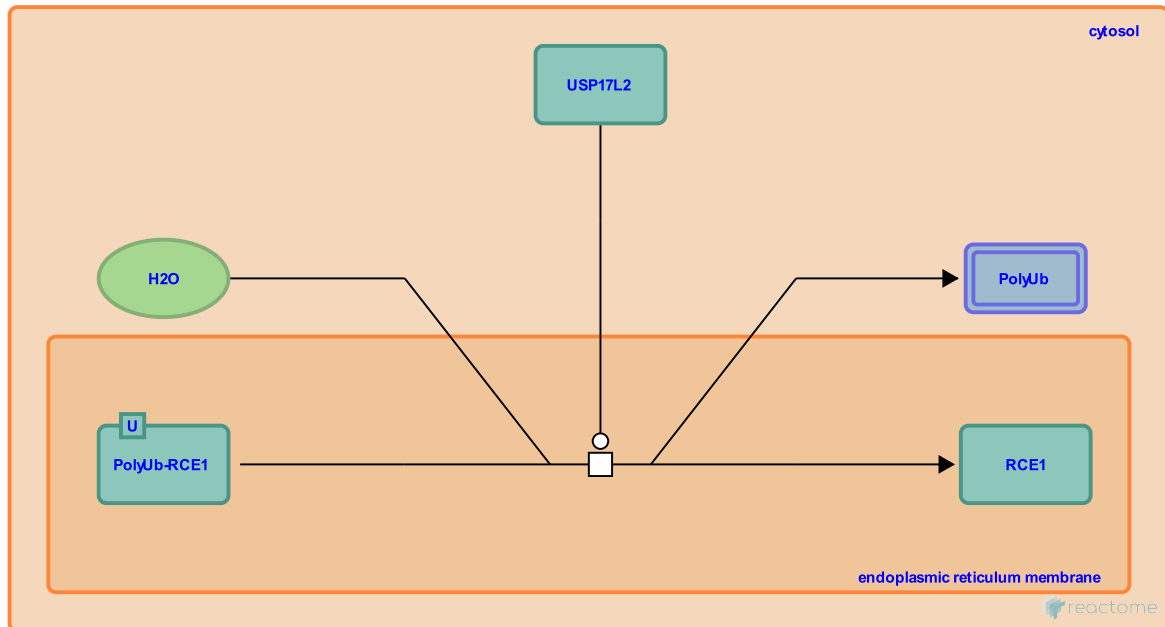 cytosol
USP17L2
H2O
PolyUb
U
PolyUb-RCE1
RCE1
endoplasmic reticulum membrane
reactome